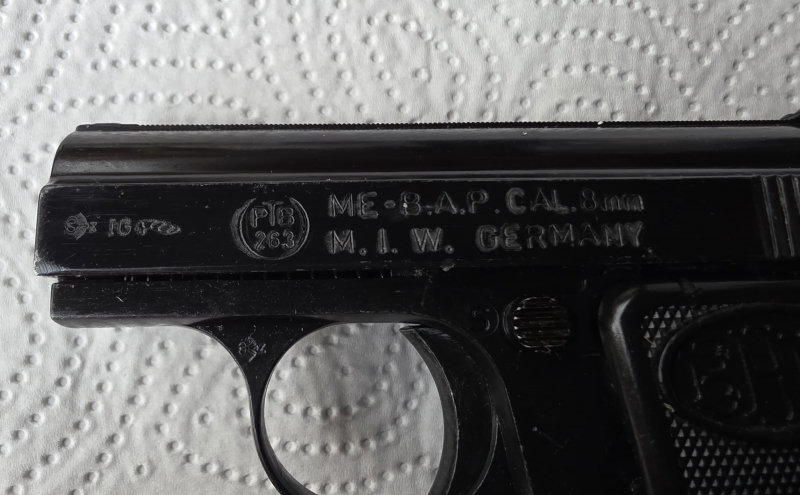 PTB
263
ME-8.A.P. CAL. 8mm
M. I. W. GERMANY
S